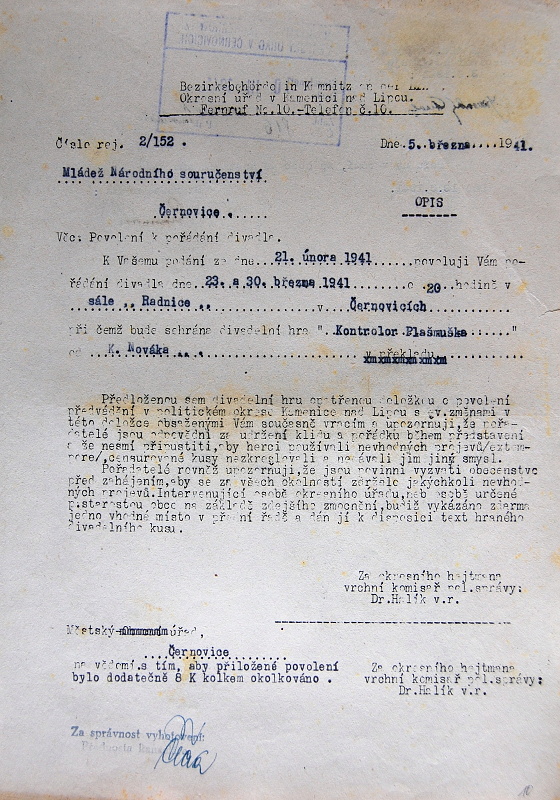 Bezirksbehörde in Kamnitz an der
Okresní úřad v Kamenici nad Lipou.
Fernruf No.10.-Telefon č.10.
Číslo rej. 2/152 .
Dne 5. března....1941.
Mládež Národního souručenství
OPIS
Černovice .......
Věc: Povolení k pořádání divadla.
K Vašemu podání ze dne...21. února 1941......povoluji Vám po-
řádání divadla dne..23. a 30. března 1941.......o 20 hodině v
sále „ Radnice „...............v....Černovicích..............
při čemž bude sehrána divadelní hra "..Kontrolor Plašmuška....."
od ...K. Nováka ... v překladu
Předloženou sem divadelní hru opatřenou doložkou o povolení
předvádění v politickém okrese Kamenice nad Lipou s ev.změnami v
této doložce obsaženými Vám současně vracím a upozorňuji,že pořa-
datelé jsou odpovědni za udržení klidu a pořádku během představení
a že nesmí připustiti,aby herci používali nevhodných projevů/extem-
pore/,censurované kusy nezkreslovali a nedávali jim jiný smysl.
Pořadatelé rovněž upozorňuji,že jsou povinni vyzvati obecenstvo
před zahájením,aby se za všech okolností zdrželo jakýchkoli nevhod-
ných projevů.Intervenující osobě okresního úřadu,neb osobě určené
p.starostou obce na základě zdejšího zmocnění,budiž vykázáno zdarma
jedno vhodné místo v přední řadě a dán jí k disposici text hraného
divadelního kusu.
Za okresního hejtmana
vrchní komisař pol.správy:
Dr.Halík v.r.
Městský úřad,
Černovice
na vědomí s tím, aby přiložené povolení
bylo dodatečně 8 K kolkem okolkováno .
Za okresního hejtmana
vrchní komisař pol.správy:
Dr.Halík v.r.
Za správnost vyhotovení: